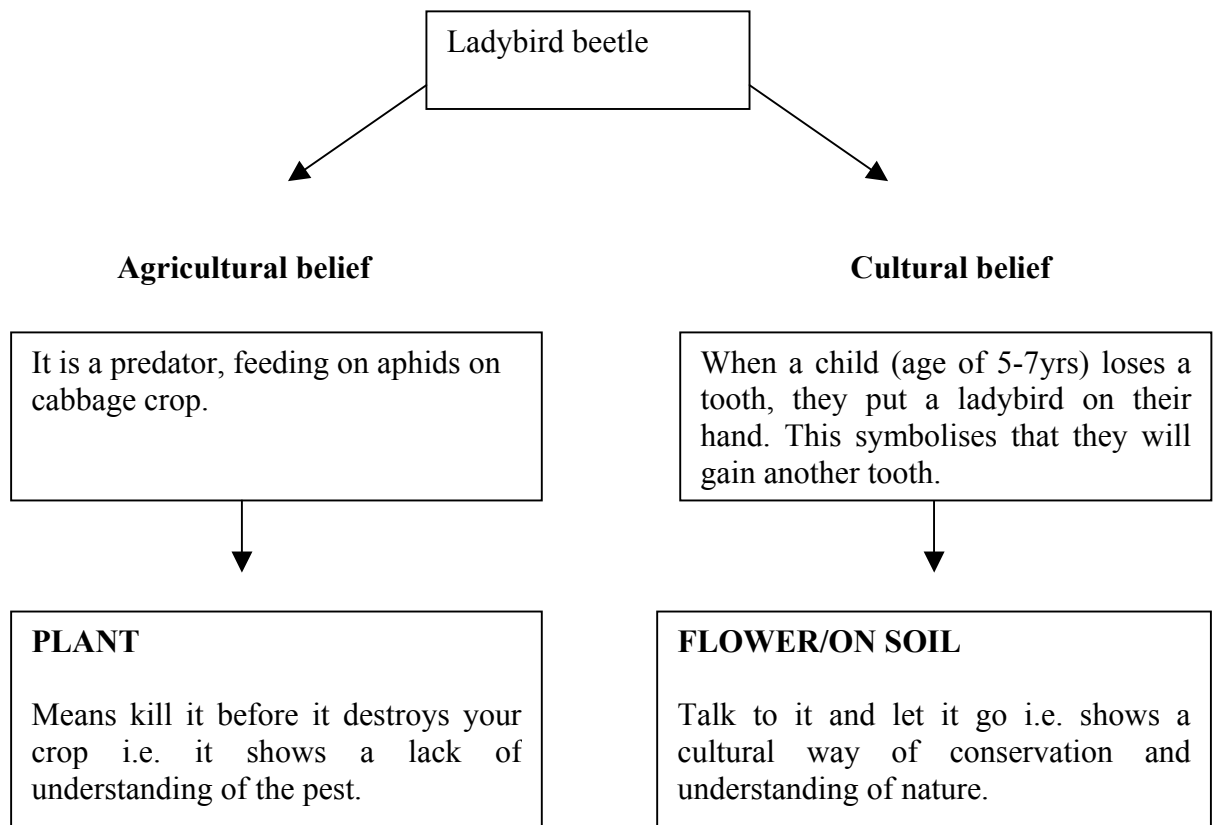 Ladybird beetle
Agricultural belief
Cultural belief
It is a predator, feeding on aphids on
cabbage crop.
When a child (age of 5-7yrs) loses a
tooth, they put a ladybird on their
hand. This symbolises that they will
gain another tooth.
PLANT
Means kill it before it destroys your
crop i.e. it shows a lack of
understanding of the pest.
FLOWER/ON SOIL
Talk to it and let it go i.e. shows a
cultural way of conservation and
understanding of nature.